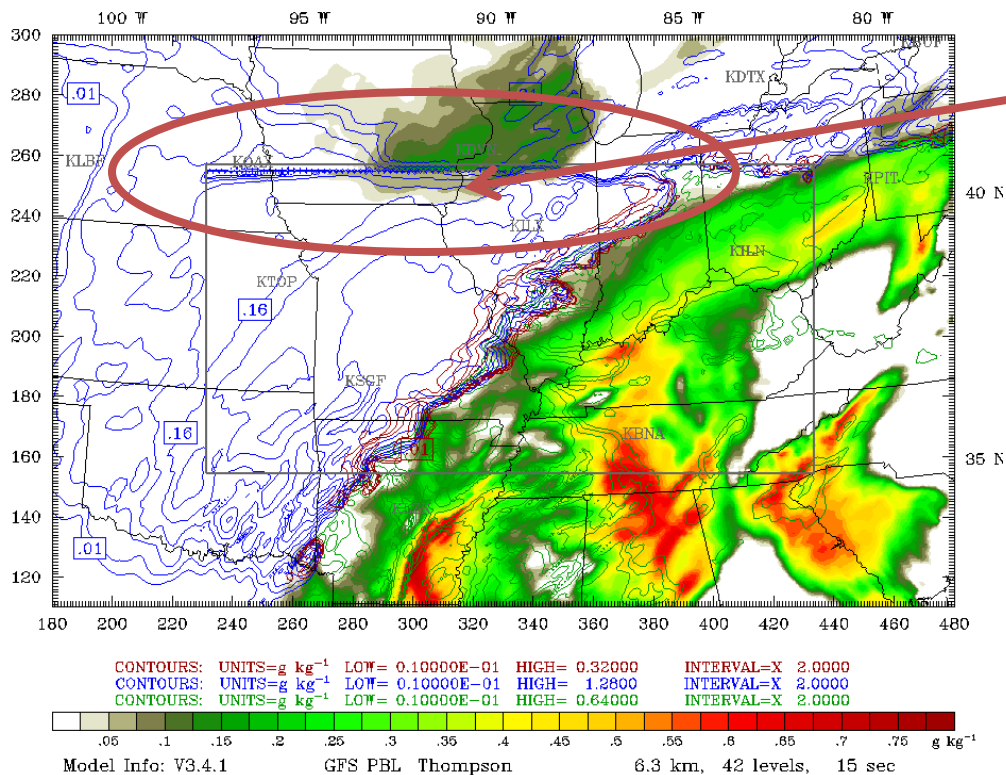 100 W 95 W 90 W 85 W 80 W
300
280
260
240
220
200
180
160
140
120
180 200 220 240 260 280 300 320 340 360 380 400 420 440 460 480
40 N
35 N
.01
KDTX
KLBF
KOAX
KILX
KILN
KTOP
.16
KSGF
.16
KBNA
.01
.01
CONTOURS: UNITS=g kg⁻¹ LOW= 0.10000E-01 HIGH= 0.32000 INTERVAL=X 2.0000
CONTOURS: UNITS=g kg⁻¹ LOW= 0.10000E-01 HIGH= 1.2800 INTERVAL=X 2.0000
CONTOURS: UNITS=g kg⁻¹ LOW= 0.10000E-01 HIGH= 0.64000 INTERVAL=X 2.0000
.05 .1 .15 .2 .25 .3 .35 .4 .45 .5 .55 .6 .65 .7 .75 g kg⁻¹
Model Info: V3.4.1 GFS PBL Thompson 6.3 km, 42 levels, 15 sec